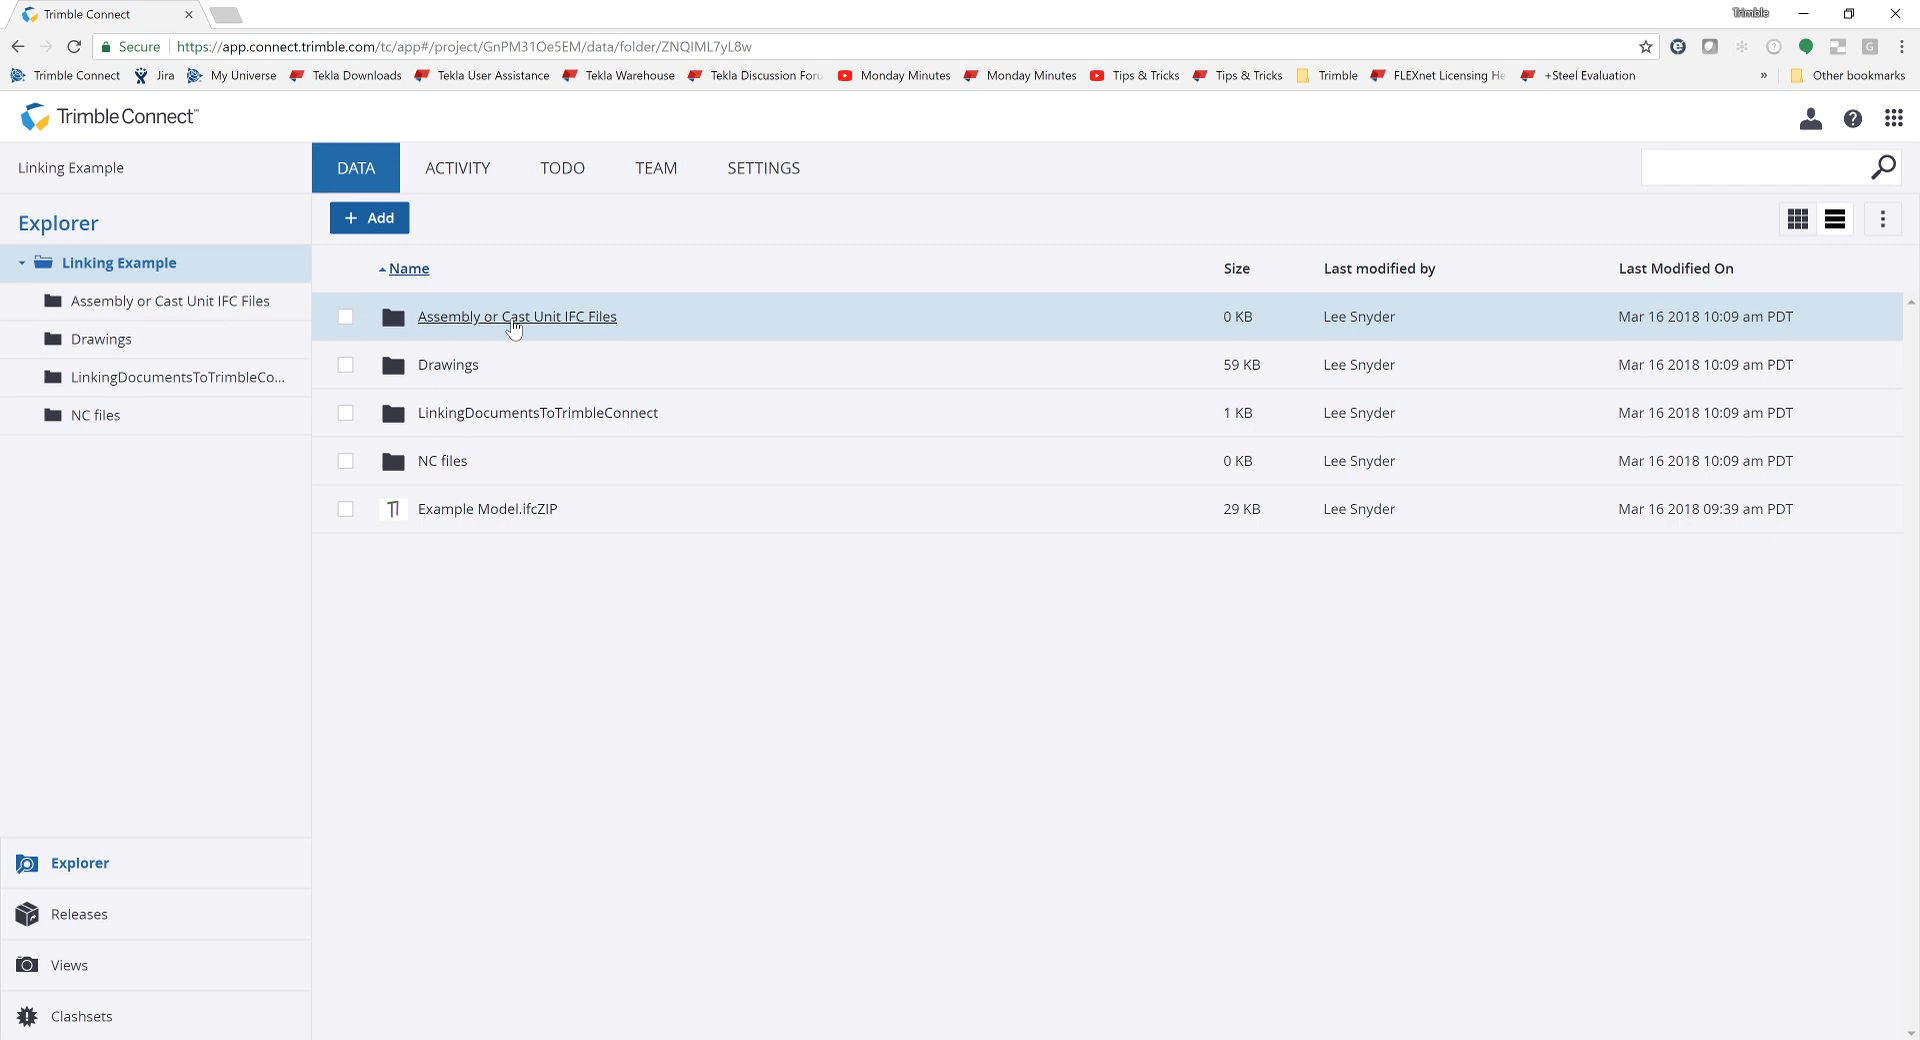 Trimble Connect
Trimble
Secure https://app.connect.trimble.com/tc/app#/project/GnPM31Oe5EM/data/folder/ZNQIML7yL8w
Trimble Connect Jira My Universe Tekla Downloads Tekla User Assistance Tekla Warehouse Tekla Discussion Foru Monday Minutes Monday Minutes Tips & Tricks Tips & Tricks Trimble FLEXnet Licensing He +Steel Evaluation » Other bookmarks
Trimble Connect™
Linking Example DATA ACTIVITY TODO TEAM SETTINGS
Explorer
+ Add
Linking Example
Assembly or Cast Unit IFC Files
Drawings
LinkingDocumentsToTrimbleCo...
NC files
Name Size Last modified by Last Modified On
Assembly or Cast Unit IFC Files 0 KB Lee Snyder Mar 16 2018 10:09 am PDT
Drawings 59 KB Lee Snyder Mar 16 2018 10:09 am PDT
LinkingDocumentsToTrimbleConnect 1 KB Lee Snyder Mar 16 2018 10:09 am PDT
NC files 0 KB Lee Snyder Mar 16 2018 10:09 am PDT
Example Model.ifcZIP 29 KB Lee Snyder Mar 16 2018 09:39 am PDT
Explorer
Releases
Views
Clashsets